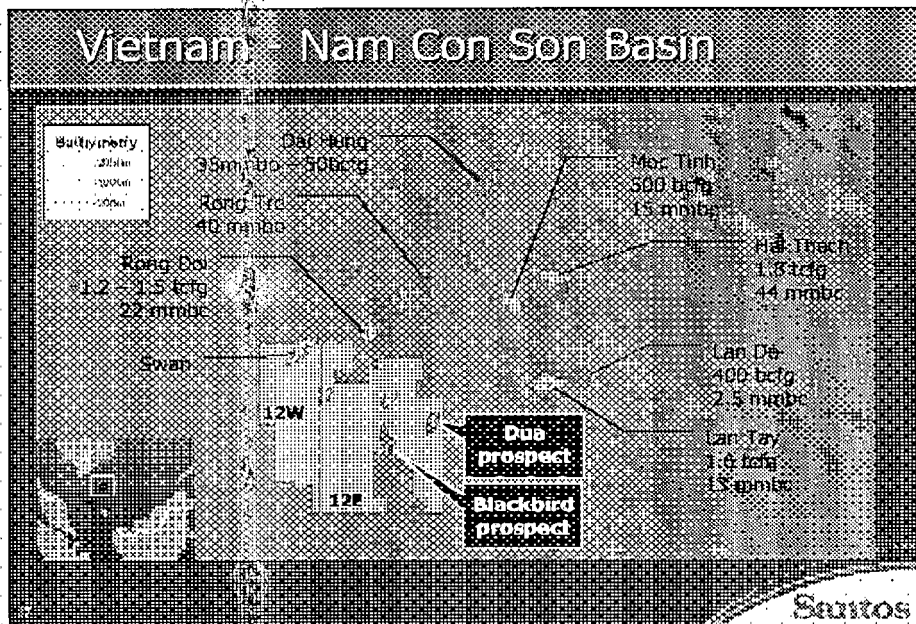 Vietnam - Nam Con Son Basin
Bathymetry
Dai Hung
35mmbo - 50bcfg
Rong Tre
40 mmbo
Rong Doi
1.2 - 1.5 tcfg
22 mmbc
Swan
12W
12E
Moc Tinh
500 bcfg
15 mmbc
Hai Thach
1.8 tcfg
44 mmbc
Lan Do
400 bcfg
2.5 mmbc
Lan Tay
1.6 tcfg
15 mmbc
Dua
prospect
Blackbird
prospect
Santos